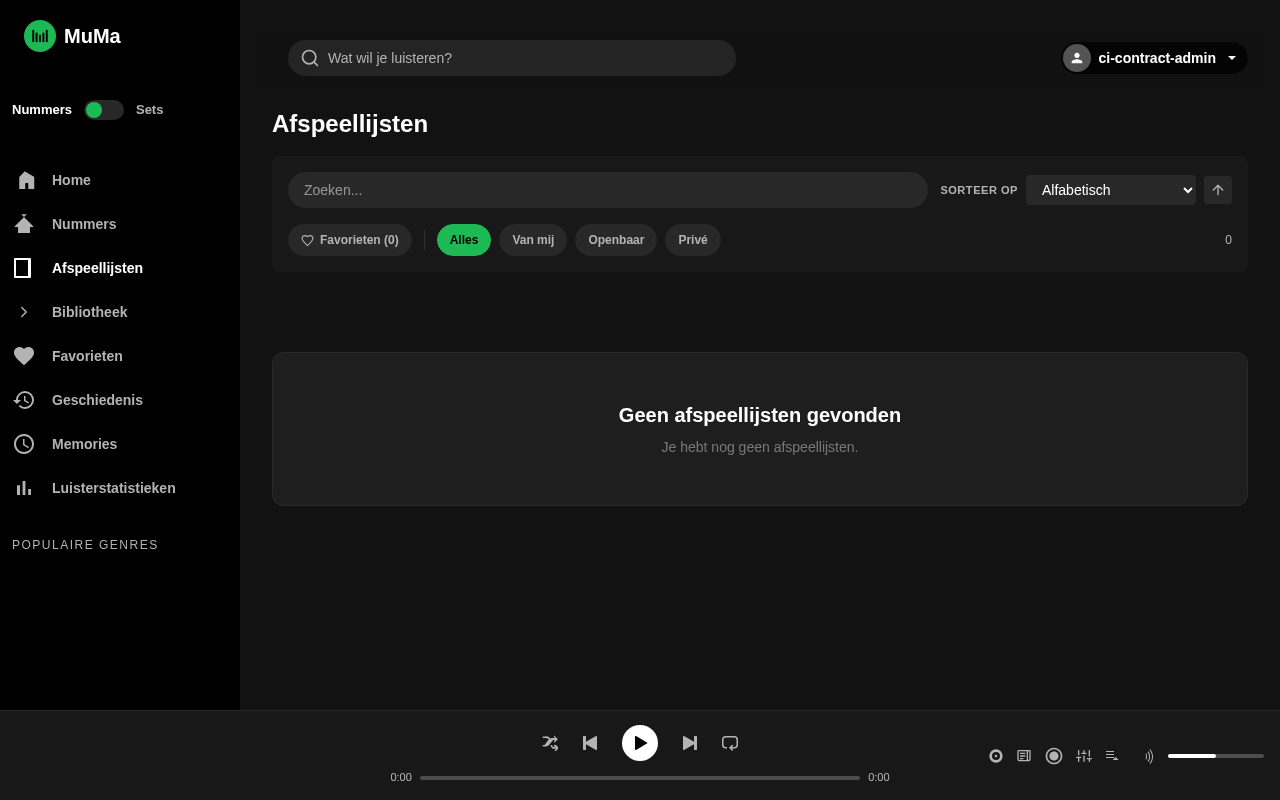 MuMa
Wat wil je luisteren?
ci-contract-admin
Nummers
Sets
Afspeellijsten
Home
Nummers
Afspeellijsten
Bibliotheek
Favorieten
Geschiedenis
Memories
Luisterstatistieken
POPULAIRE GENRES
Zoeken...
SORTEER OP
Alfabetisch
Favorieten (0)
Alles
Van mij
Openbaar
Privé
0
Geen afspeellijsten gevonden
Je hebt nog geen afspeellijsten.
0:00
0:00